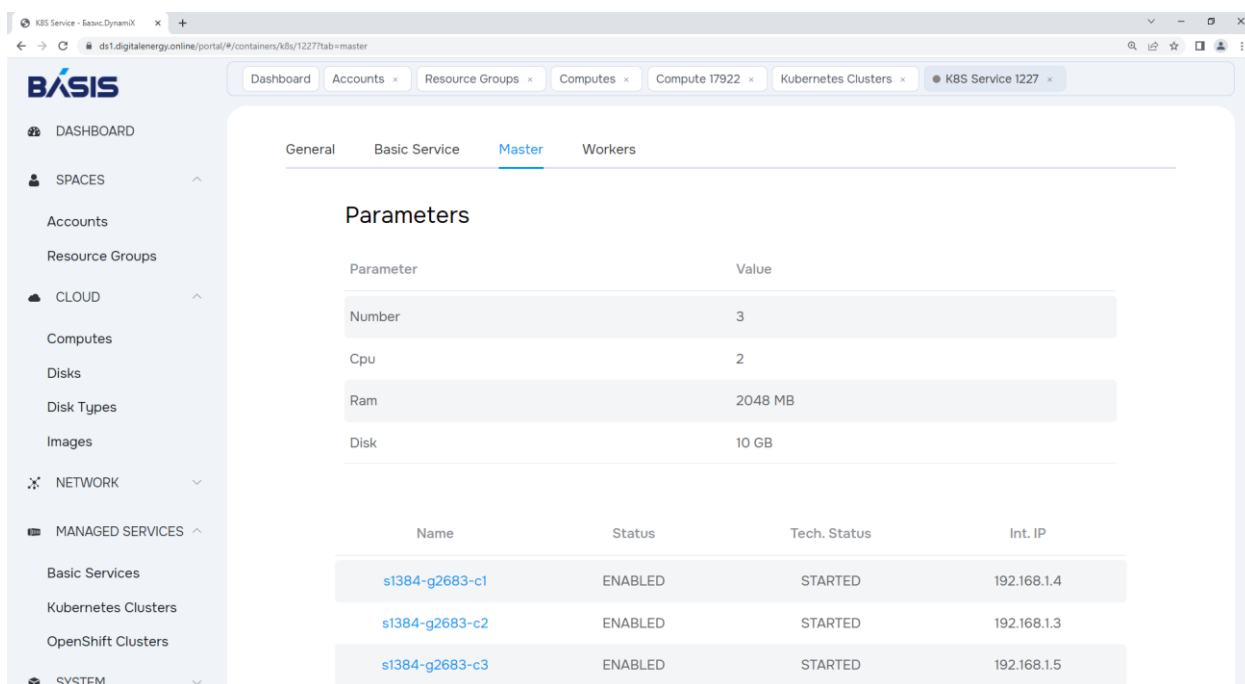 K8S Service - Базис.DynamiX
ds1.digitalenergy.online/portal/#/containers/k8s/1227?tab=master
BASIS
Dashboard Accounts × Resource Groups × Computes × Compute 17922 × Kubernetes Clusters × K8S Service 1227 ×
DASHBOARD
SPACES
Accounts
Resource Groups
CLOUD
Computes
Disks
Disk Types
Images
NETWORK
MANAGED SERVICES
Basic Services
Kubernetes Clusters
OpenShift Clusters
SYSTEM
General Basic Service Master Workers
Parameters
Parameter Value
Number 3
Cpu 2
Ram 2048 MB
Disk 10 GB
Name Status Tech. Status Int. IP
s1384-g2683-c1 ENABLED STARTED 192.168.1.4
s1384-g2683-c2 ENABLED STARTED 192.168.1.3
s1384-g2683-c3 ENABLED STARTED 192.168.1.5